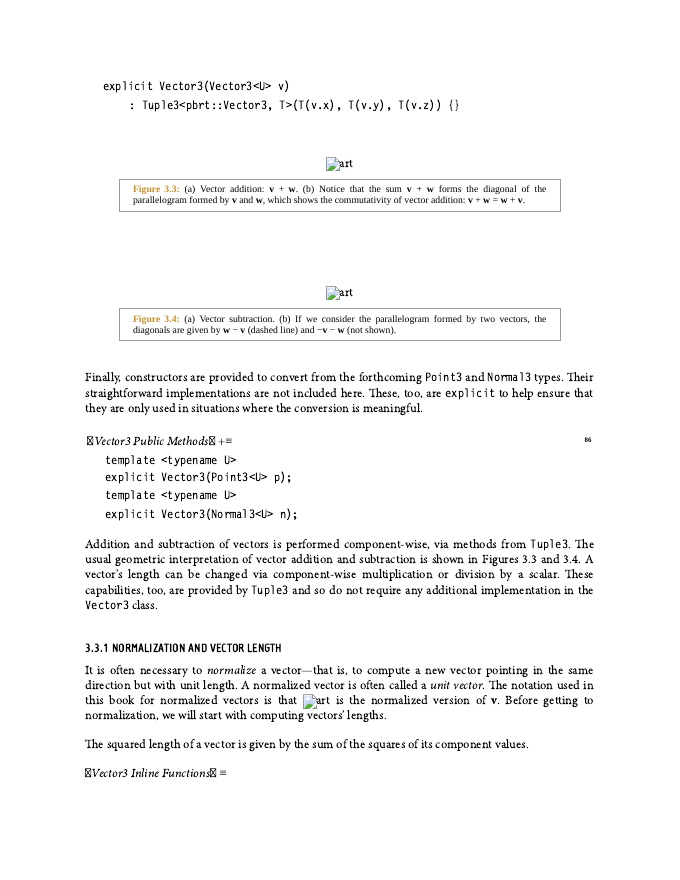 explicit Vector3(Vector3<U> v)
: Tuple3<pbrt::Vector3, T>(T(v.x), T(v.y), T(v.z)) {}
art
Figure 3.3: (a) Vector addition: v + w. (b) Notice that the sum v + w forms the diagonal of the
parallelogram formed by v and w, which shows the commutativity of vector addition: v + w = w + v.
art
Figure 3.4: (a) Vector subtraction. (b) If we consider the parallelogram formed by two vectors, the
diagonals are given by w − v (dashed line) and −v − w (not shown).
Finally, constructors are provided to convert from the forthcoming Point3 and Normal3 types. Their
straightforward implementations are not included here. These, too, are explicit to help ensure that
they are only used in situations where the conversion is meaningful.
Vector3 Public Methods +≡ 86
template <typename U>
explicit Vector3(Point3<U> p);
template <typename U>
explicit Vector3(Normal3<U> n);
Addition and subtraction of vectors is performed component-wise, via methods from Tuple3. The
usual geometric interpretation of vector addition and subtraction is shown in Figures 3.3 and 3.4. A
vector's length can be changed via component-wise multiplication or division by a scalar. These
capabilities, too, are provided by Tuple3 and so do not require any additional implementation in the
Vector3 class.
3.3.1 NORMALIZATION AND VECTOR LENGTH
It is often necessary to normalize a vector—that is, to compute a new vector pointing in the same
direction but with unit length. A normalized vector is often called a unit vector. The notation used in
this book for normalized vectors is that art is the normalized version of v. Before getting to
normalization, we will start with computing vectors' lengths.
The squared length of a vector is given by the sum of the squares of its component values.
Vector3 Inline Functions ≡